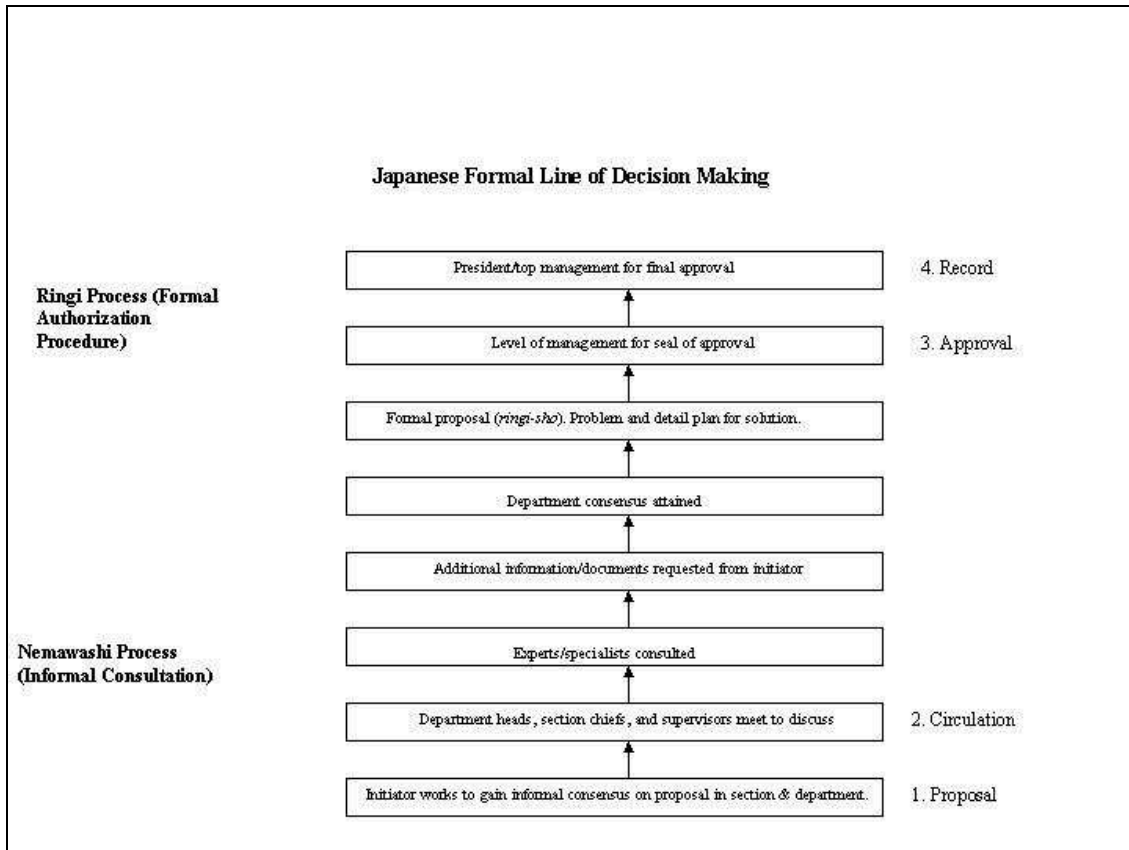 Japanese Formal Line of Decision Making
President/top management for final approval
4. Record
Ringi Process (Formal
Authorization
Procedure)
Level of management for seal of approval
3. Approval
Formal proposal (ringi-sho). Problem and detail plan for solution.
Department consensus attained
Additional information/documents requested from initiator
Nemawashi Process
(Informal Consultation)
Experts/specialists consulted
Department heads, section chiefs, and supervisors meet to discuss
2. Circulation
Initiator works to gain informal consensus on proposal in section & department.
1. Proposal